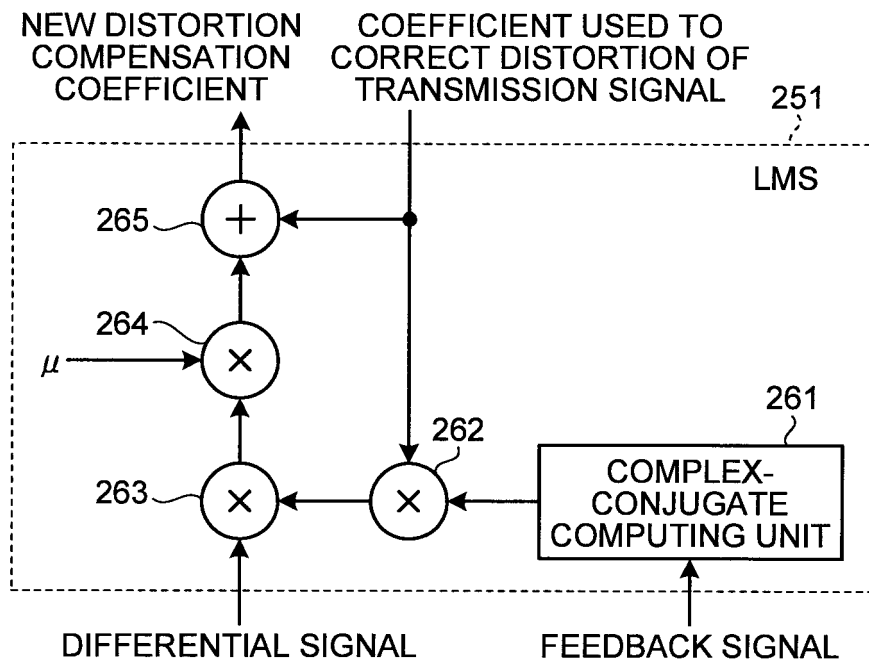 NEW DISTORTION
COMPENSATION
COEFFICIENT
COEFFICIENT USED TO
CORRECT DISTORTION OF
TRANSMISSION SIGNAL
251
LMS
265
+
264
μ
×
261
262
263
×
×
COMPLEX-
CONJUGATE
COMPUTING UNIT
DIFFERENTIAL SIGNAL
FEEDBACK SIGNAL